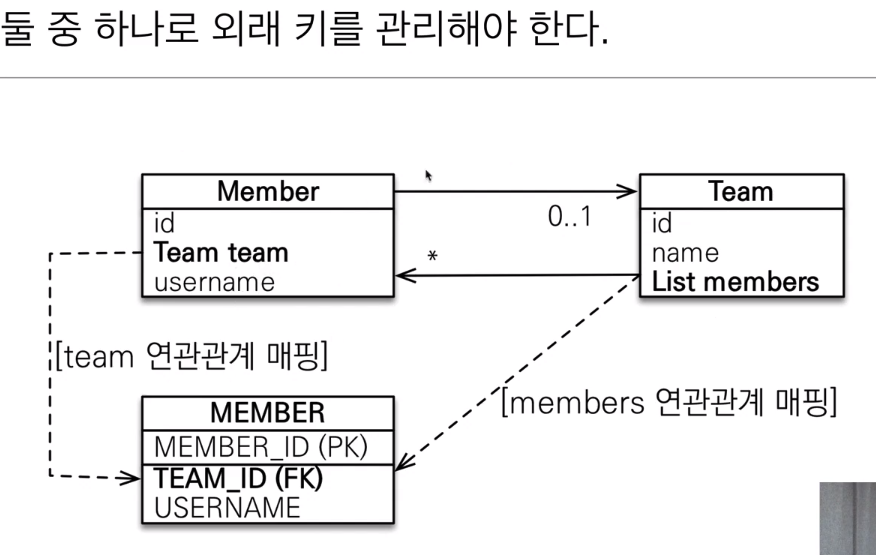 둘 중 하나로 외래 키를 관리해야 한다.
Member
id
Team team
username
0..1
*
Team
id
name
List members
[team 연관관계 매핑]
[members 연관관계 매핑]
MEMBER
MEMBER_ID (PK)
TEAM_ID (FK)
USERNAME